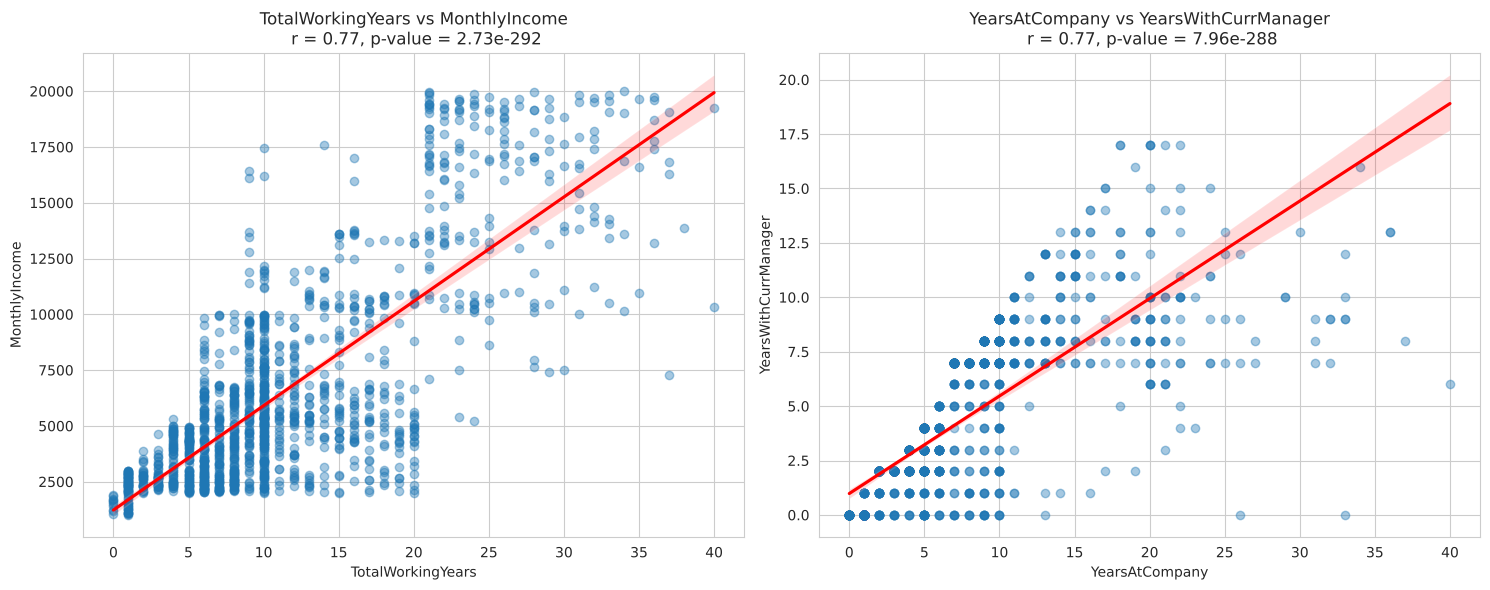 TotalWorkingYears vs MonthlyIncome
r = 0.77, p-value = 2.73e-292
20000
17500
15000
12500
10000
7500
5000
2500
MonthlyIncome
0 5 10 15 20 25 30 35 40
TotalWorkingYears
YearsAtCompany vs YearsWithCurrManager
r = 0.77, p-value = 7.96e-288
20.0
17.5
15.0
12.5
10.0
7.5
5.0
2.5
0.0
YearsWithCurrManager
0 5 10 15 20 25 30 35 40
YearsAtCompany